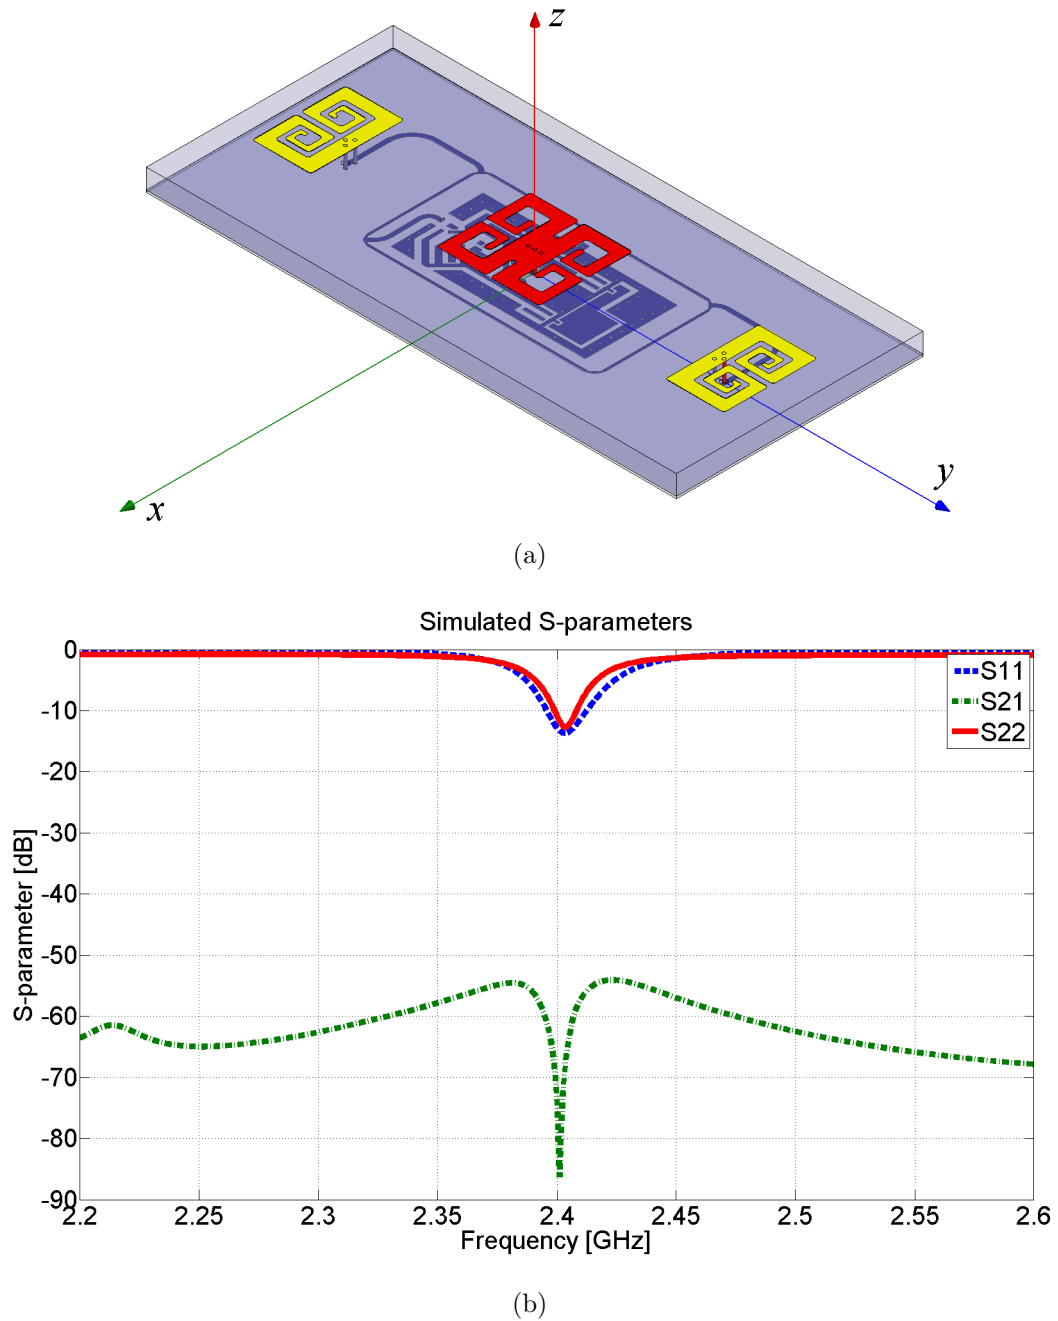 z
x
y
(a)
Simulated S-parameters
S-parameter [dB]
0
-10
-20
-30
-40
-50
-60
-70
-80
-90
S11
S21
S22
2.2 2.25 2.3 2.35 2.4 2.45 2.5 2.55 2.6
Frequency [GHz]
(b)